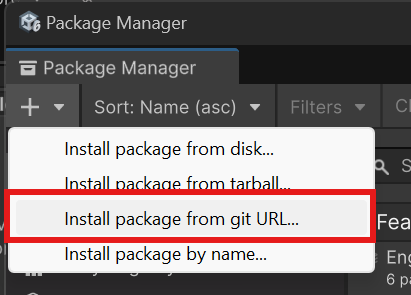 Package Manager
Package Manager
Sort: Name (asc)
Filters
Install package from disk...
Install package from tarball...
Install package from git URL...
Install package by name...
Fea
Eng
6 pa